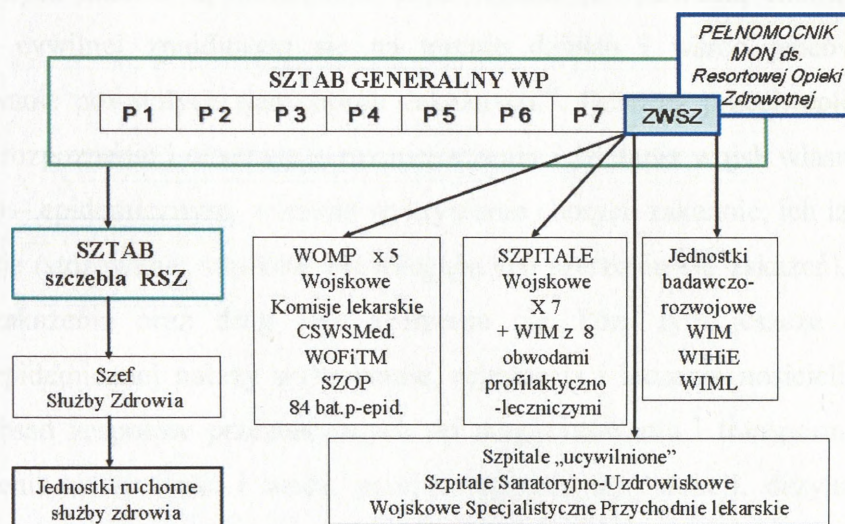 PEŁNOMOCNIK
MON ds.
Resortowej Opieki
Zdrowotnej
SZTAB GENERALNY WP
P 1 P 2 P 3 P 4 P 5 P 6 P 7 ZWSZ
SZTAB
szczebla RSZ
Szef
Służby Zdrowia
Jednostki ruchome
służby zdrowia
WOMP x 5
Wojskowe
Komisje lekarskie
CSWSMed.
WOFiTM
SZOP
84 bat.p-epid.
SZPITALE
Wojskowe
X 7
+ WIM z 8
obwodami
profilaktyczno
-leczniczymi
Jednostki
badawczo-
rozwojowe
WIM
WIHiE
WIML
Szpitale „ucywilnione”
Szpitale Sanatoryjno-Uzdrowiskowe
Wojskowe Specjalistyczne Przychodnie lekarskie